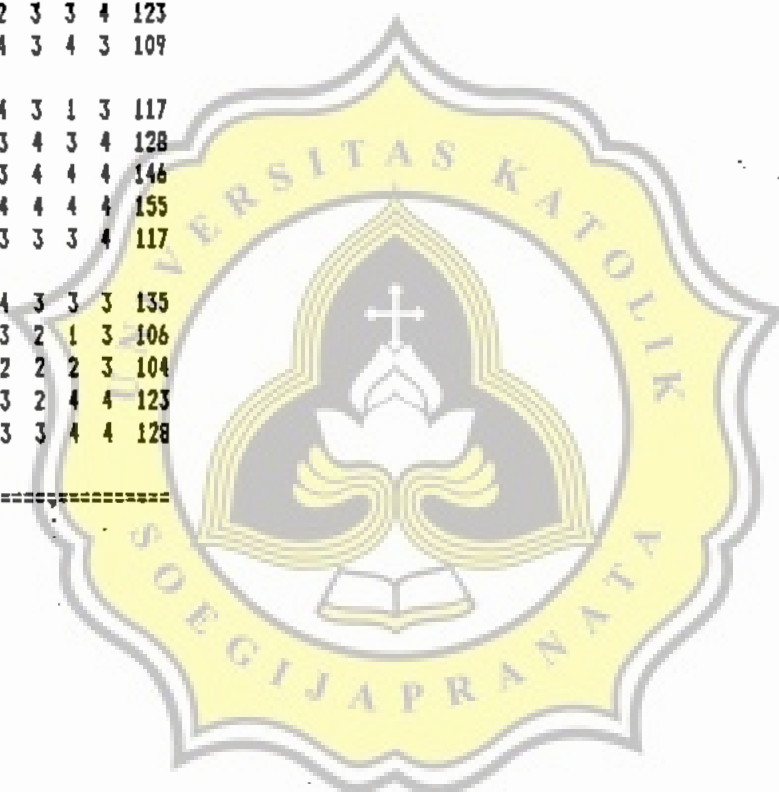 2 3 3 4 123
4 3 4 3 109
4 3 1 3 117
3 4 3 4 128
3 4 4 4 146
4 4 4 4 155
3 3 3 4 117
4 3 3 3 135
3 2 1 3 106
2 2 2 3 104
3 2 4 4 123
3 3 4 4 128
==================
UNIVERSITAS KATOLIK
SOEGIJAPRANATA